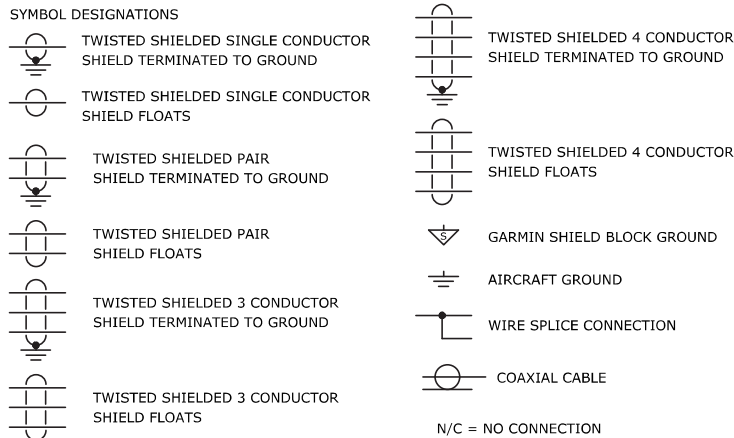 SYMBOL DESIGNATIONS
TWISTED SHIELDED SINGLE CONDUCTOR
SHIELD TERMINATED TO GROUND
TWISTED SHIELDED SINGLE CONDUCTOR
SHIELD FLOATS
TWISTED SHIELDED PAIR
SHIELD TERMINATED TO GROUND
TWISTED SHIELDED PAIR
SHIELD FLOATS
TWISTED SHIELDED 3 CONDUCTOR
SHIELD TERMINATED TO GROUND
TWISTED SHIELDED 3 CONDUCTOR
SHIELD FLOATS
TWISTED SHIELDED 4 CONDUCTOR
SHIELD TERMINATED TO GROUND
TWISTED SHIELDED 4 CONDUCTOR
SHIELD FLOATS
S
GARMIN SHIELD BLOCK GROUND
AIRCRAFT GROUND
WIRE SPLICE CONNECTION
COAXIAL CABLE
N/C = NO CONNECTION